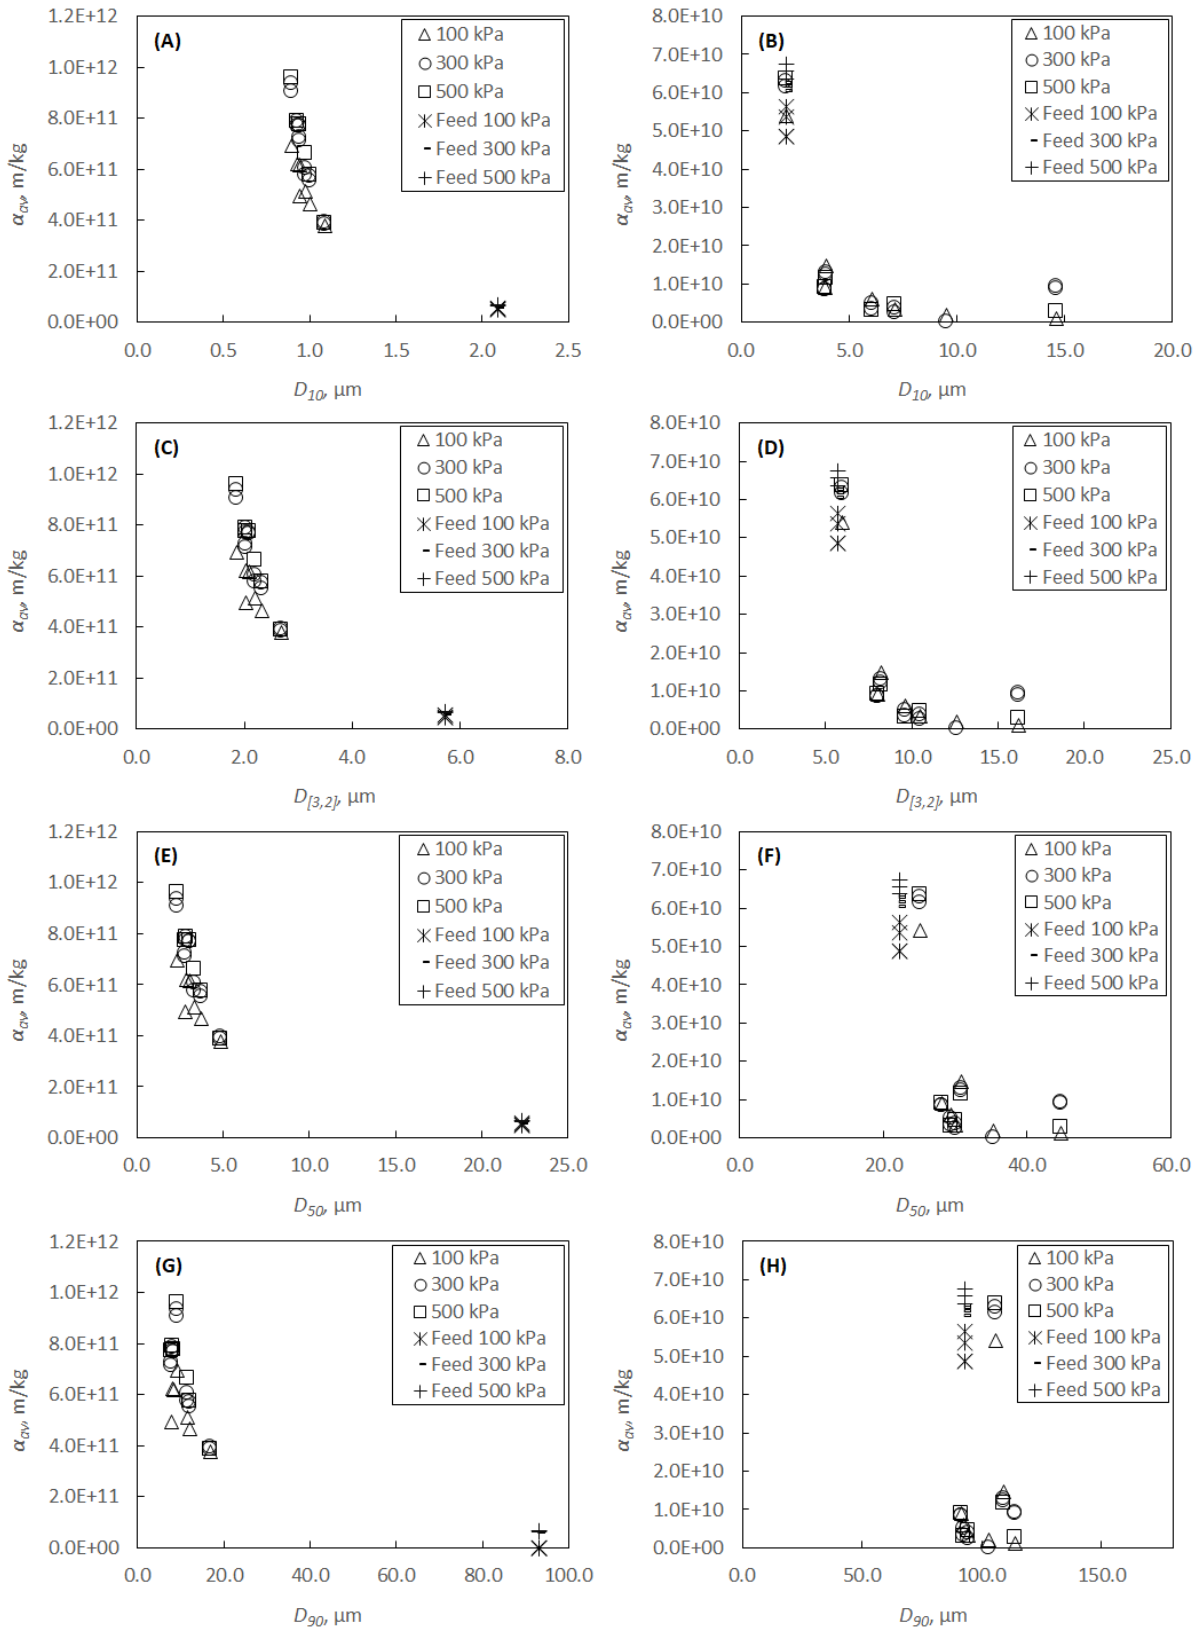 1.2E+12
1.0E+12
8.0E+11
6.0E+11
4.0E+11
2.0E+11
0.0E+00
αav, m/kg
(A)
100 kPa
300 kPa
500 kPa
Feed 100 kPa
Feed 300 kPa
Feed 500 kPa
0.0 0.5 1.0 1.5 2.0 2.5
D10, µm
8.0E+10
7.0E+10
6.0E+10
5.0E+10
4.0E+10
3.0E+10
2.0E+10
1.0E+10
0.0E+00
αav, m/kg
(B)
100 kPa
300 kPa
500 kPa
Feed 100 kPa
Feed 300 kPa
Feed 500 kPa
0.0 5.0 10.0 15.0 20.0
D10, µm
1.2E+12
1.0E+12
8.0E+11
6.0E+11
4.0E+11
2.0E+11
0.0E+00
αav, m/kg
(C)
100 kPa
300 kPa
500 kPa
Feed 100 kPa
Feed 300 kPa
Feed 500 kPa
0.0 2.0 4.0 6.0 8.0
D[3,2], µm
8.0E+10
7.0E+10
6.0E+10
5.0E+10
4.0E+10
3.0E+10
2.0E+10
1.0E+10
0.0E+00
αav, m/kg
(D)
100 kPa
300 kPa
500 kPa
Feed 100 kPa
Feed 300 kPa
Feed 500 kPa
0.0 5.0 10.0 15.0 20.0 25.0
D[3,2], µm
1.2E+12
1.0E+12
8.0E+11
6.0E+11
4.0E+11
2.0E+11
0.0E+00
αav, m/kg
(E)
100 kPa
300 kPa
500 kPa
Feed 100 kPa
Feed 300 kPa
Feed 500 kPa
0.0 5.0 10.0 15.0 20.0 25.0
D50, µm
8.0E+10
7.0E+10
6.0E+10
5.0E+10
4.0E+10
3.0E+10
2.0E+10
1.0E+10
0.0E+00
αav, m/kg
(F)
100 kPa
300 kPa
500 kPa
Feed 100 kPa
Feed 300 kPa
Feed 500 kPa
0.0 20.0 40.0 60.0
D50, µm
1.2E+12
1.0E+12
8.0E+11
6.0E+11
4.0E+11
2.0E+11
0.0E+00
αav, m/kg
(G)
100 kPa
300 kPa
500 kPa
Feed 100 kPa
Feed 300 kPa
Feed 500 kPa
0.0 20.0 40.0 60.0 80.0 100.0
D90, µm
8.0E+10
7.0E+10
6.0E+10
5.0E+10
4.0E+10
3.0E+10
2.0E+10
1.0E+10
0.0E+00
αav, m/kg
(H)
100 kPa
300 kPa
500 kPa
Feed 100 kPa
Feed 300 kPa
Feed 500 kPa
0.0 50.0 100.0 150.0
D90, µm